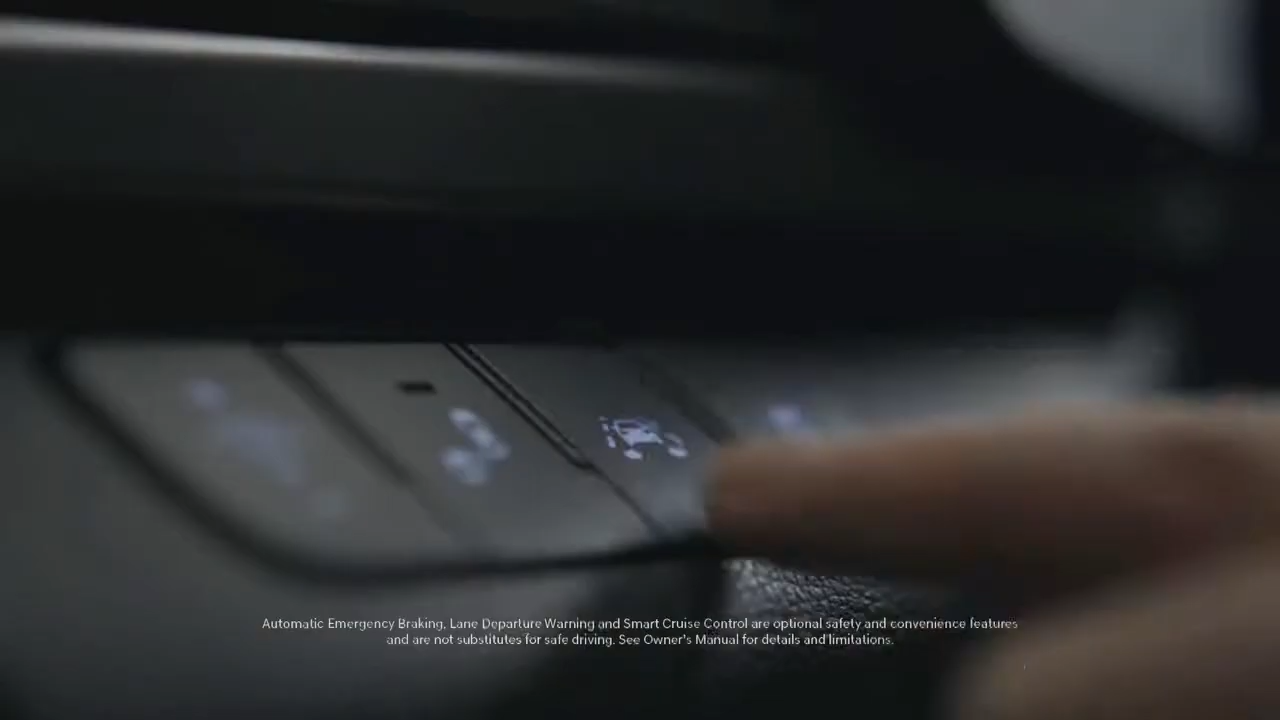 Automatic Emergency Braking, Lane Departure Warning and Smart Cruise Control are optional safety and convenience features
and are not substitutes for safe driving. See Owner's Manual for details and limitations.